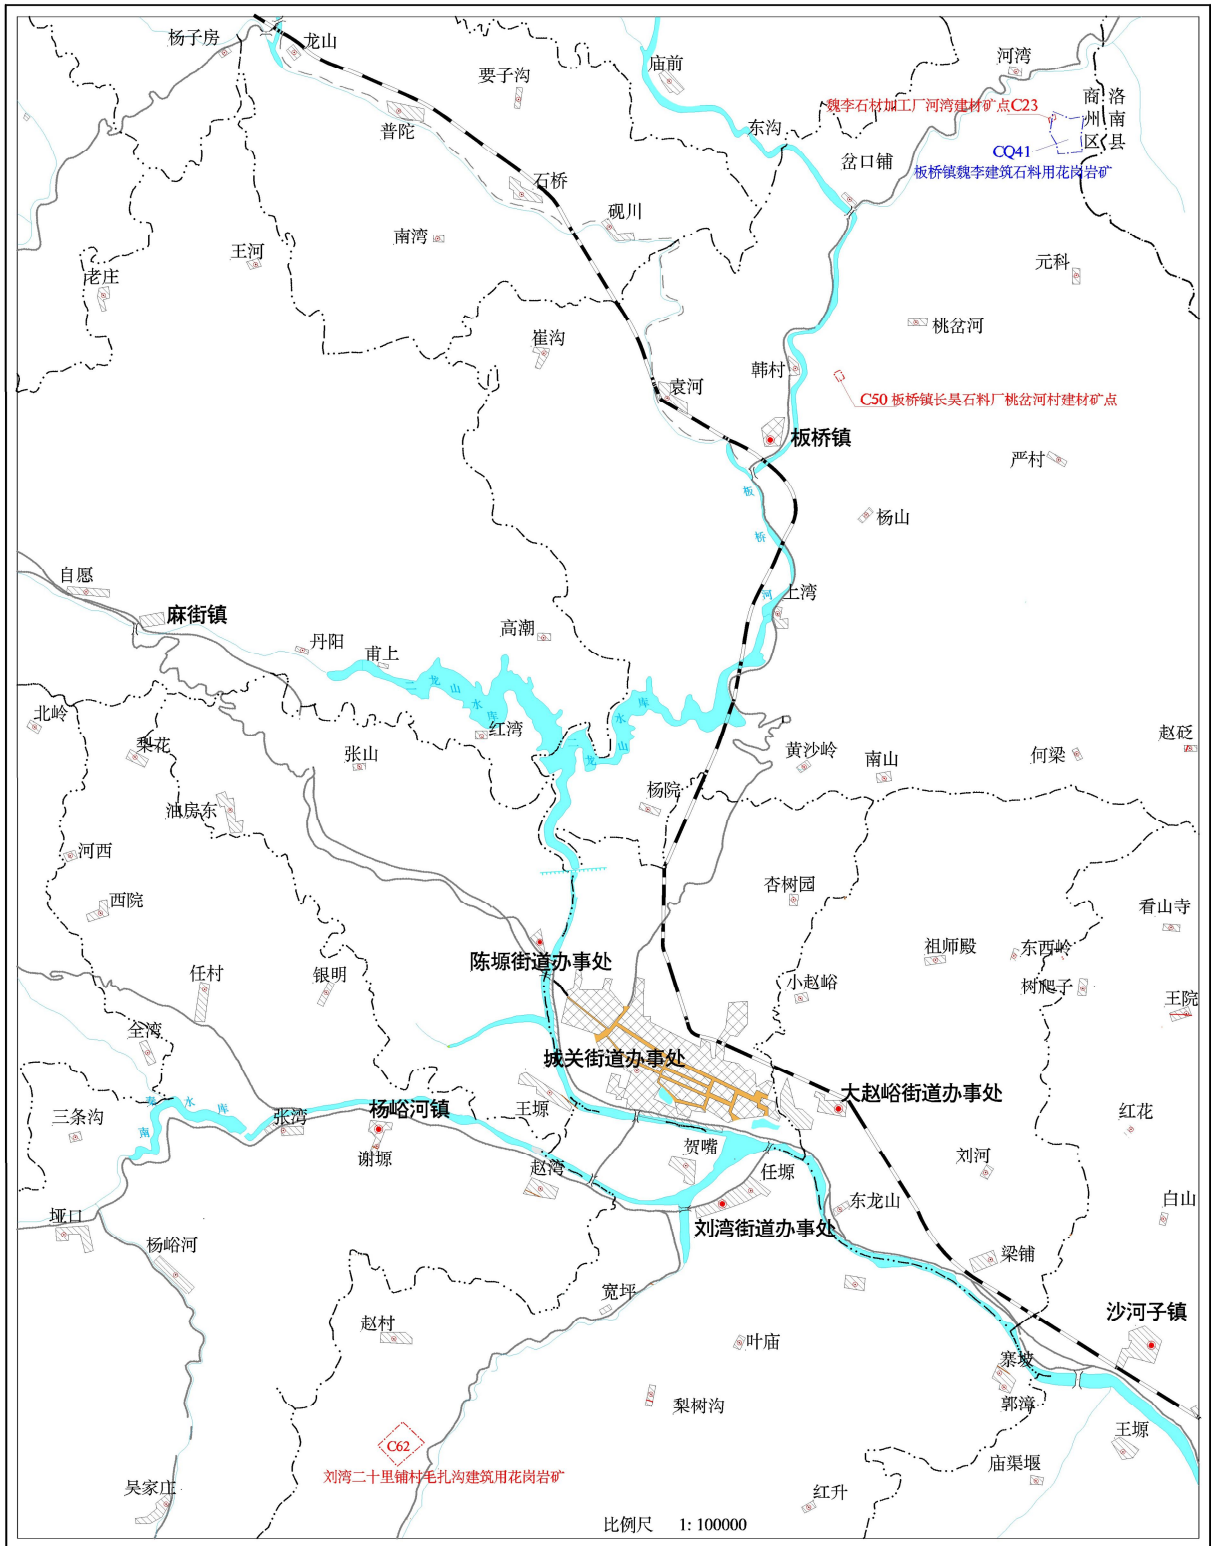 杨子房
龙山
要子沟
庙前
河湾
普陀
魏李石材加工厂河湾建材矿点C23
商州区
洛南县
东沟
岔口铺
CQ41
板桥镇魏李建筑石料用花岗岩矿
石桥
砚川
南湾
王河
老庄
元科
桃岔河
崔沟
韩村
袁河
C50 板桥镇长昊石料厂桃岔河村建材矿点
板桥镇
严村
杨山
板桥河
自愿
麻街镇
上湾
高潮
丹阳
甫上
二龙山水库
二龙山水库
北岭
梨花
红湾
张山
黄沙岭
南山
何梁
赵砭
油房东
杨院
河西
西院
杏树园
看山寺
祖师殿
东西岭
陈塬街道办事处
任村
银明
小赵峪
树爬子
王院
全湾
城关街道办事处
大赵峪街道办事处
三条沟
南秦水库
张湾
杨峪河镇
王塬
红花
谢塬
赵湾
贺嘴
任塬
刘河
白山
东龙山
垭口
杨峪河
刘湾街道办事处
梁铺
宽坪
赵村
叶庙
沙河子镇
寨坡
郭漳
梨树沟
王塬
C62
刘湾二十里铺村毛扎沟建筑用花岗岩矿
庙渠堰
吴家庄
红升
比例尺 1: 100000